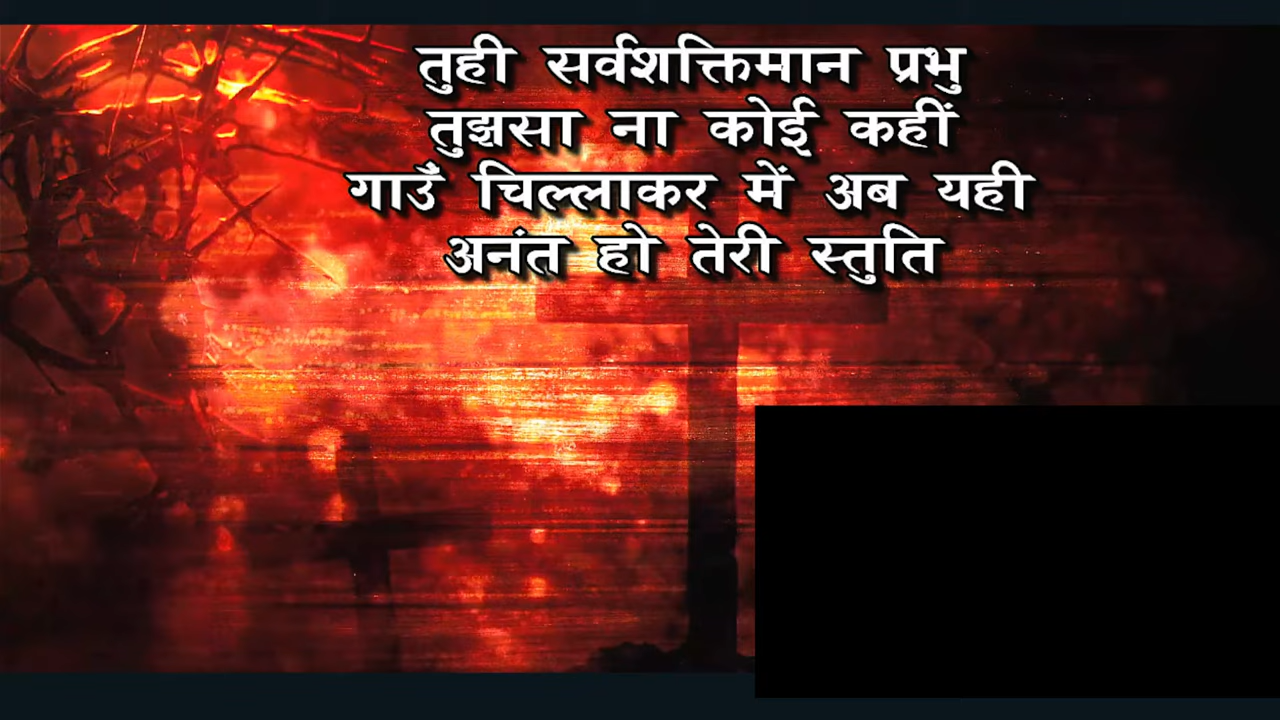 तुही सर्वशक्तिमान प्रभु
तुझसा ना कोई कहीं
गाउँ चिल्लाकर में अब यही
अनंत हो तेरी स्तुति